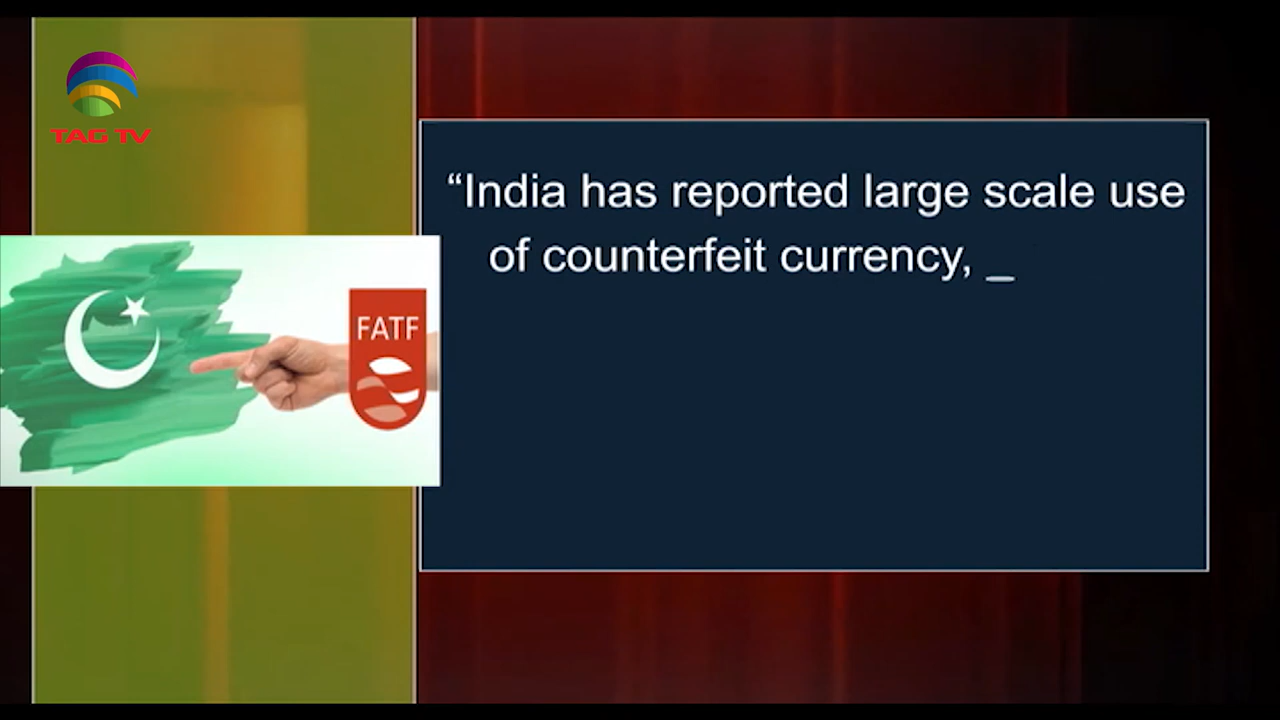 TAG TV
“India has reported large scale use
of counterfeit currency, _
FATF